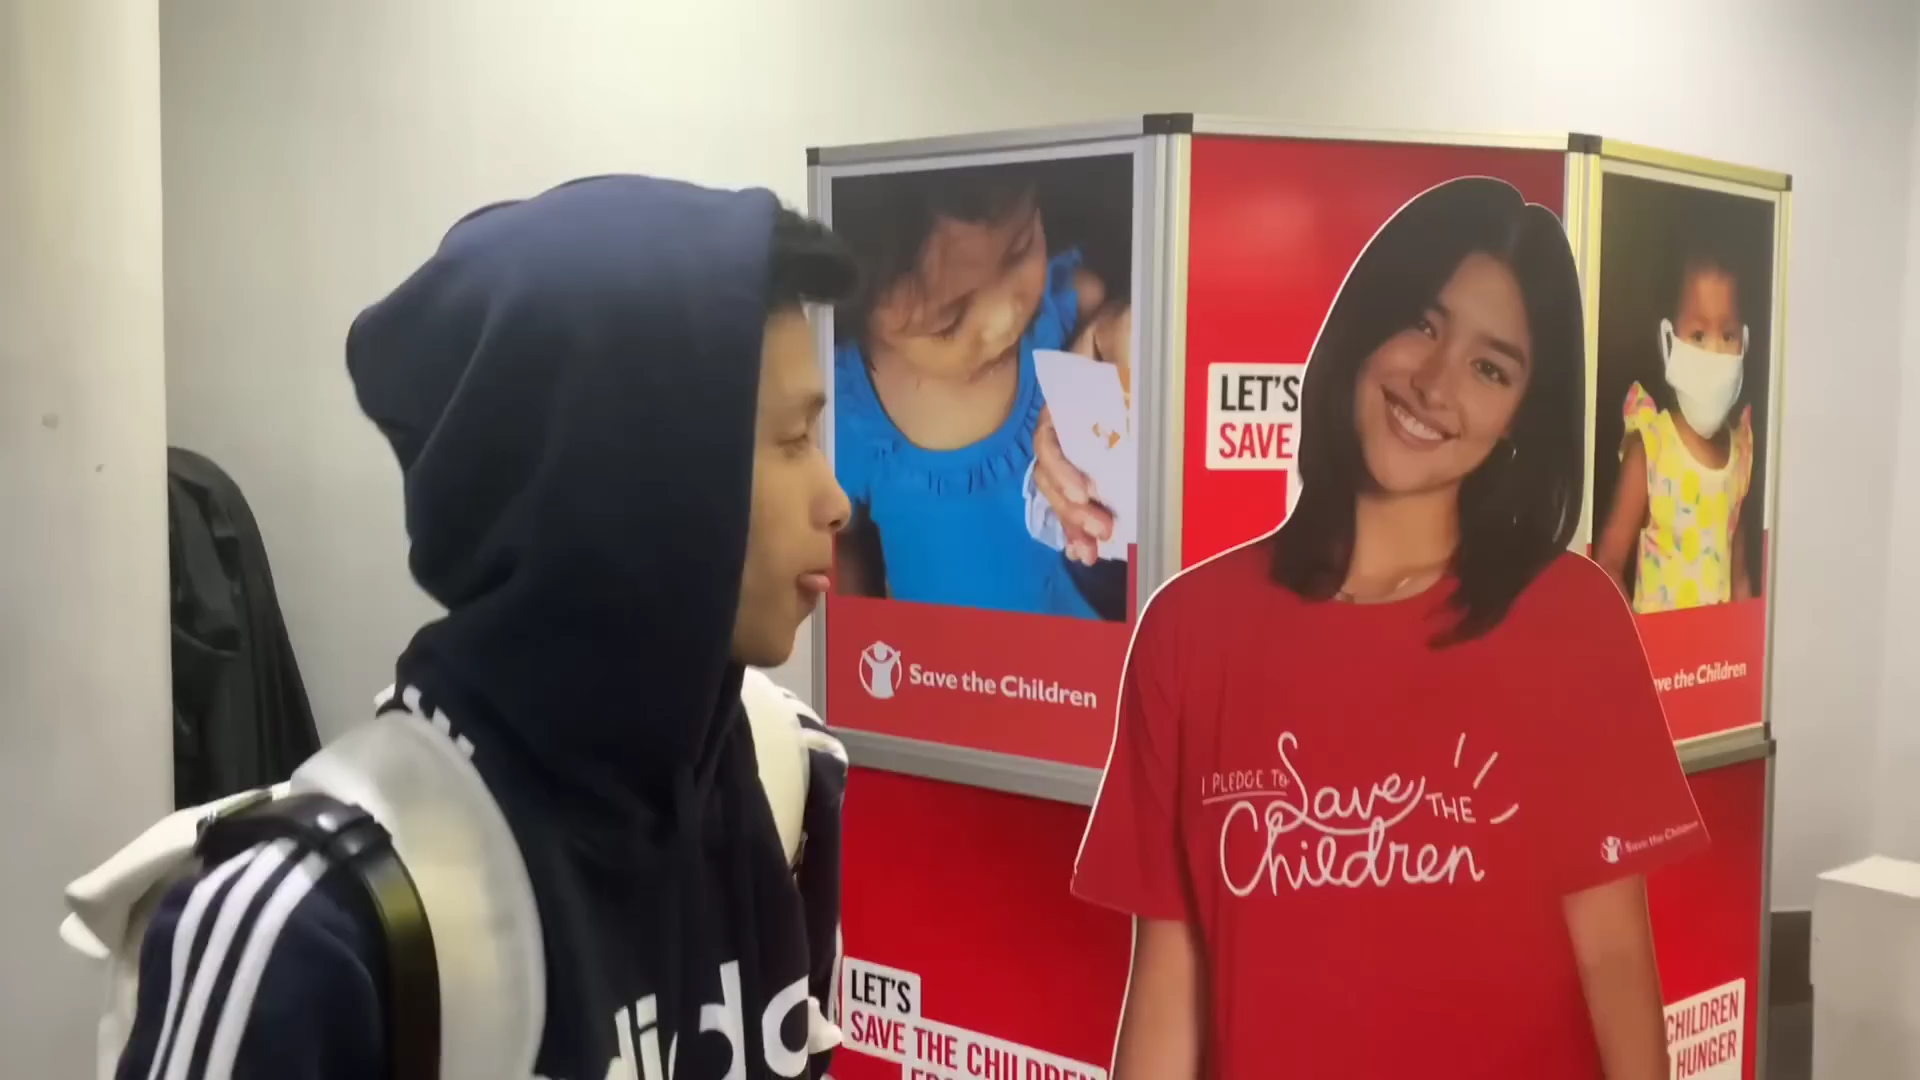 LET'S
SAVE
Save the Children
ve the Children
I PLEDGE TO Save THE
Children
Save the Children
LET'S
SAVE THE CHILDREN
CHILDREN
HUNGER